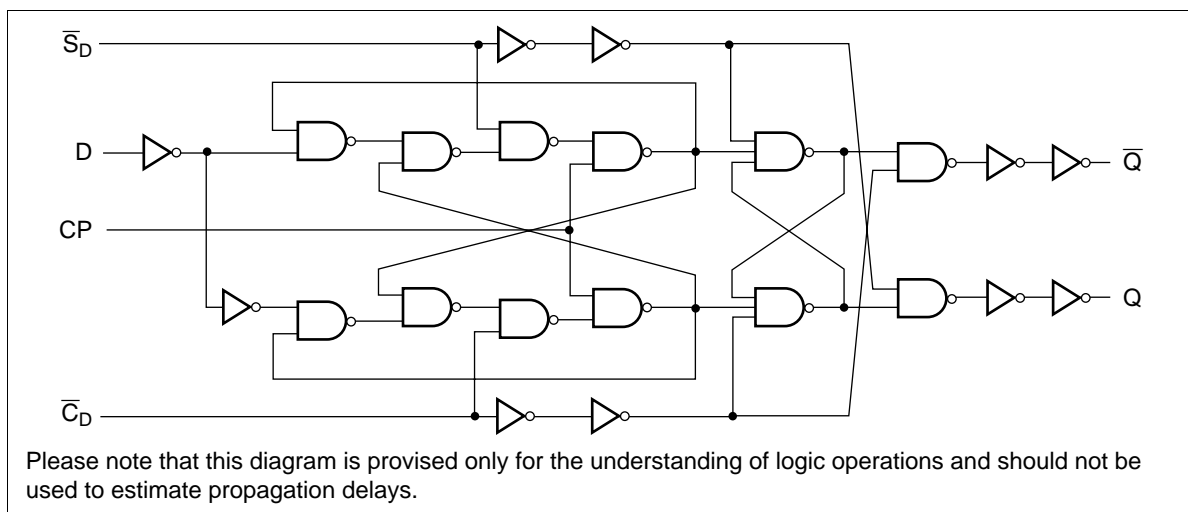 S̅D
D
Q̅
CP
Q
C̅D
Please note that this diagram is provised only for the understanding of logic operations and should not be
used to estimate propagation delays.